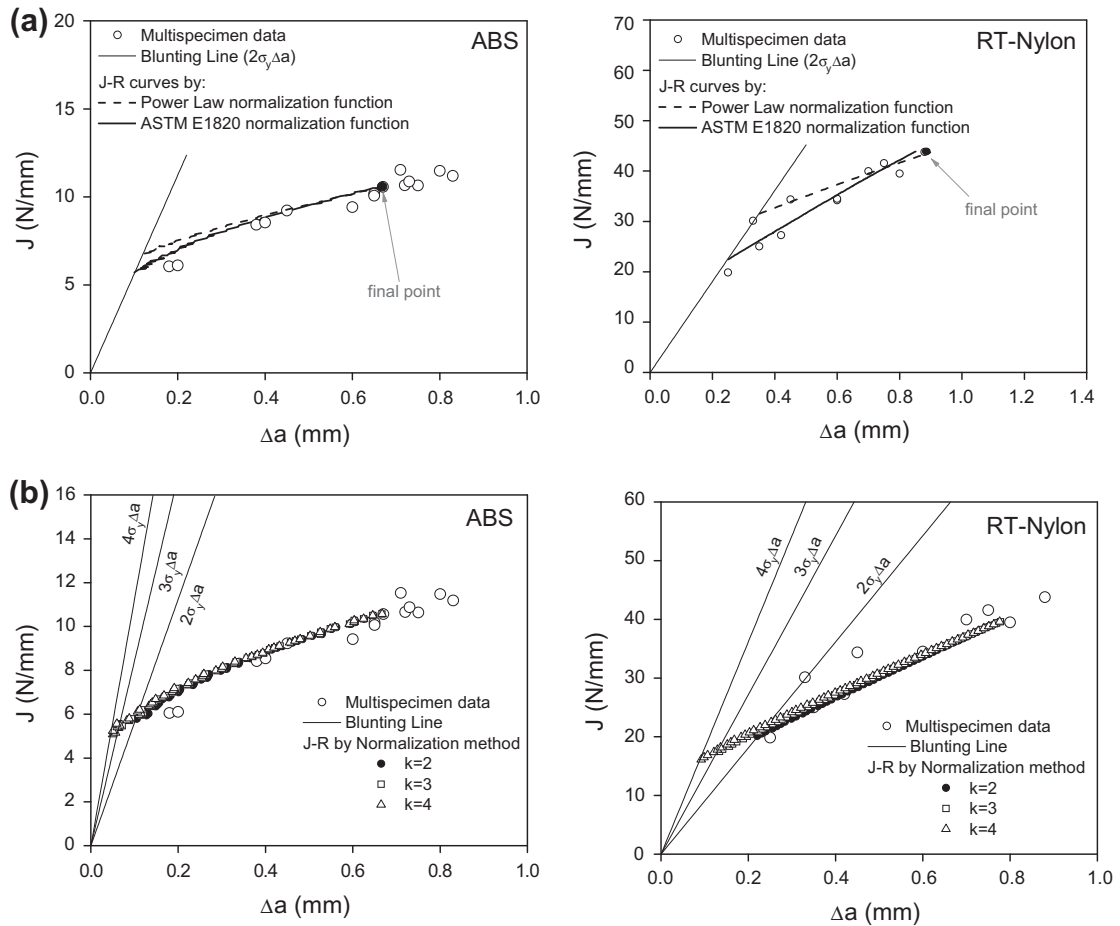 (a)
20
15
10
5
0
J (N/mm)
ABS
Multispecimen data
Blunting Line (2σyΔa)
J-R curves by:
Power Law normalization function
ASTM E1820 normalization function
final point
0.0 0.2 0.4 0.6 0.8 1.0
Δa (mm)
70
60
50
40
30
20
10
0
J (N/mm)
RT-Nylon
Multispecimen data
Blunting Line (2σyΔa)
J-R curves by:
Power Law normalization function
ASTM E1820 normalization function
final point
0.0 0.2 0.4 0.6 0.8 1.0 1.2 1.4
Δa (mm)
(b)
16
14
12
10
8
6
4
2
0
J (N/mm)
ABS
4σyΔa
3σyΔa
2σyΔa
Multispecimen data
Blunting Line
J-R by Normalization method
k=2
k=3
k=4
0.0 0.2 0.4 0.6 0.8 1.0
Δa (mm)
60
50
40
30
20
10
0
J (N/mm)
RT-Nylon
4σyΔa
3σyΔa
2σyΔa
Multispecimen data
Blunting Line
J-R by Normalization method
k=2
k=3
k=4
0.0 0.2 0.4 0.6 0.8 1.0
Δa (mm)